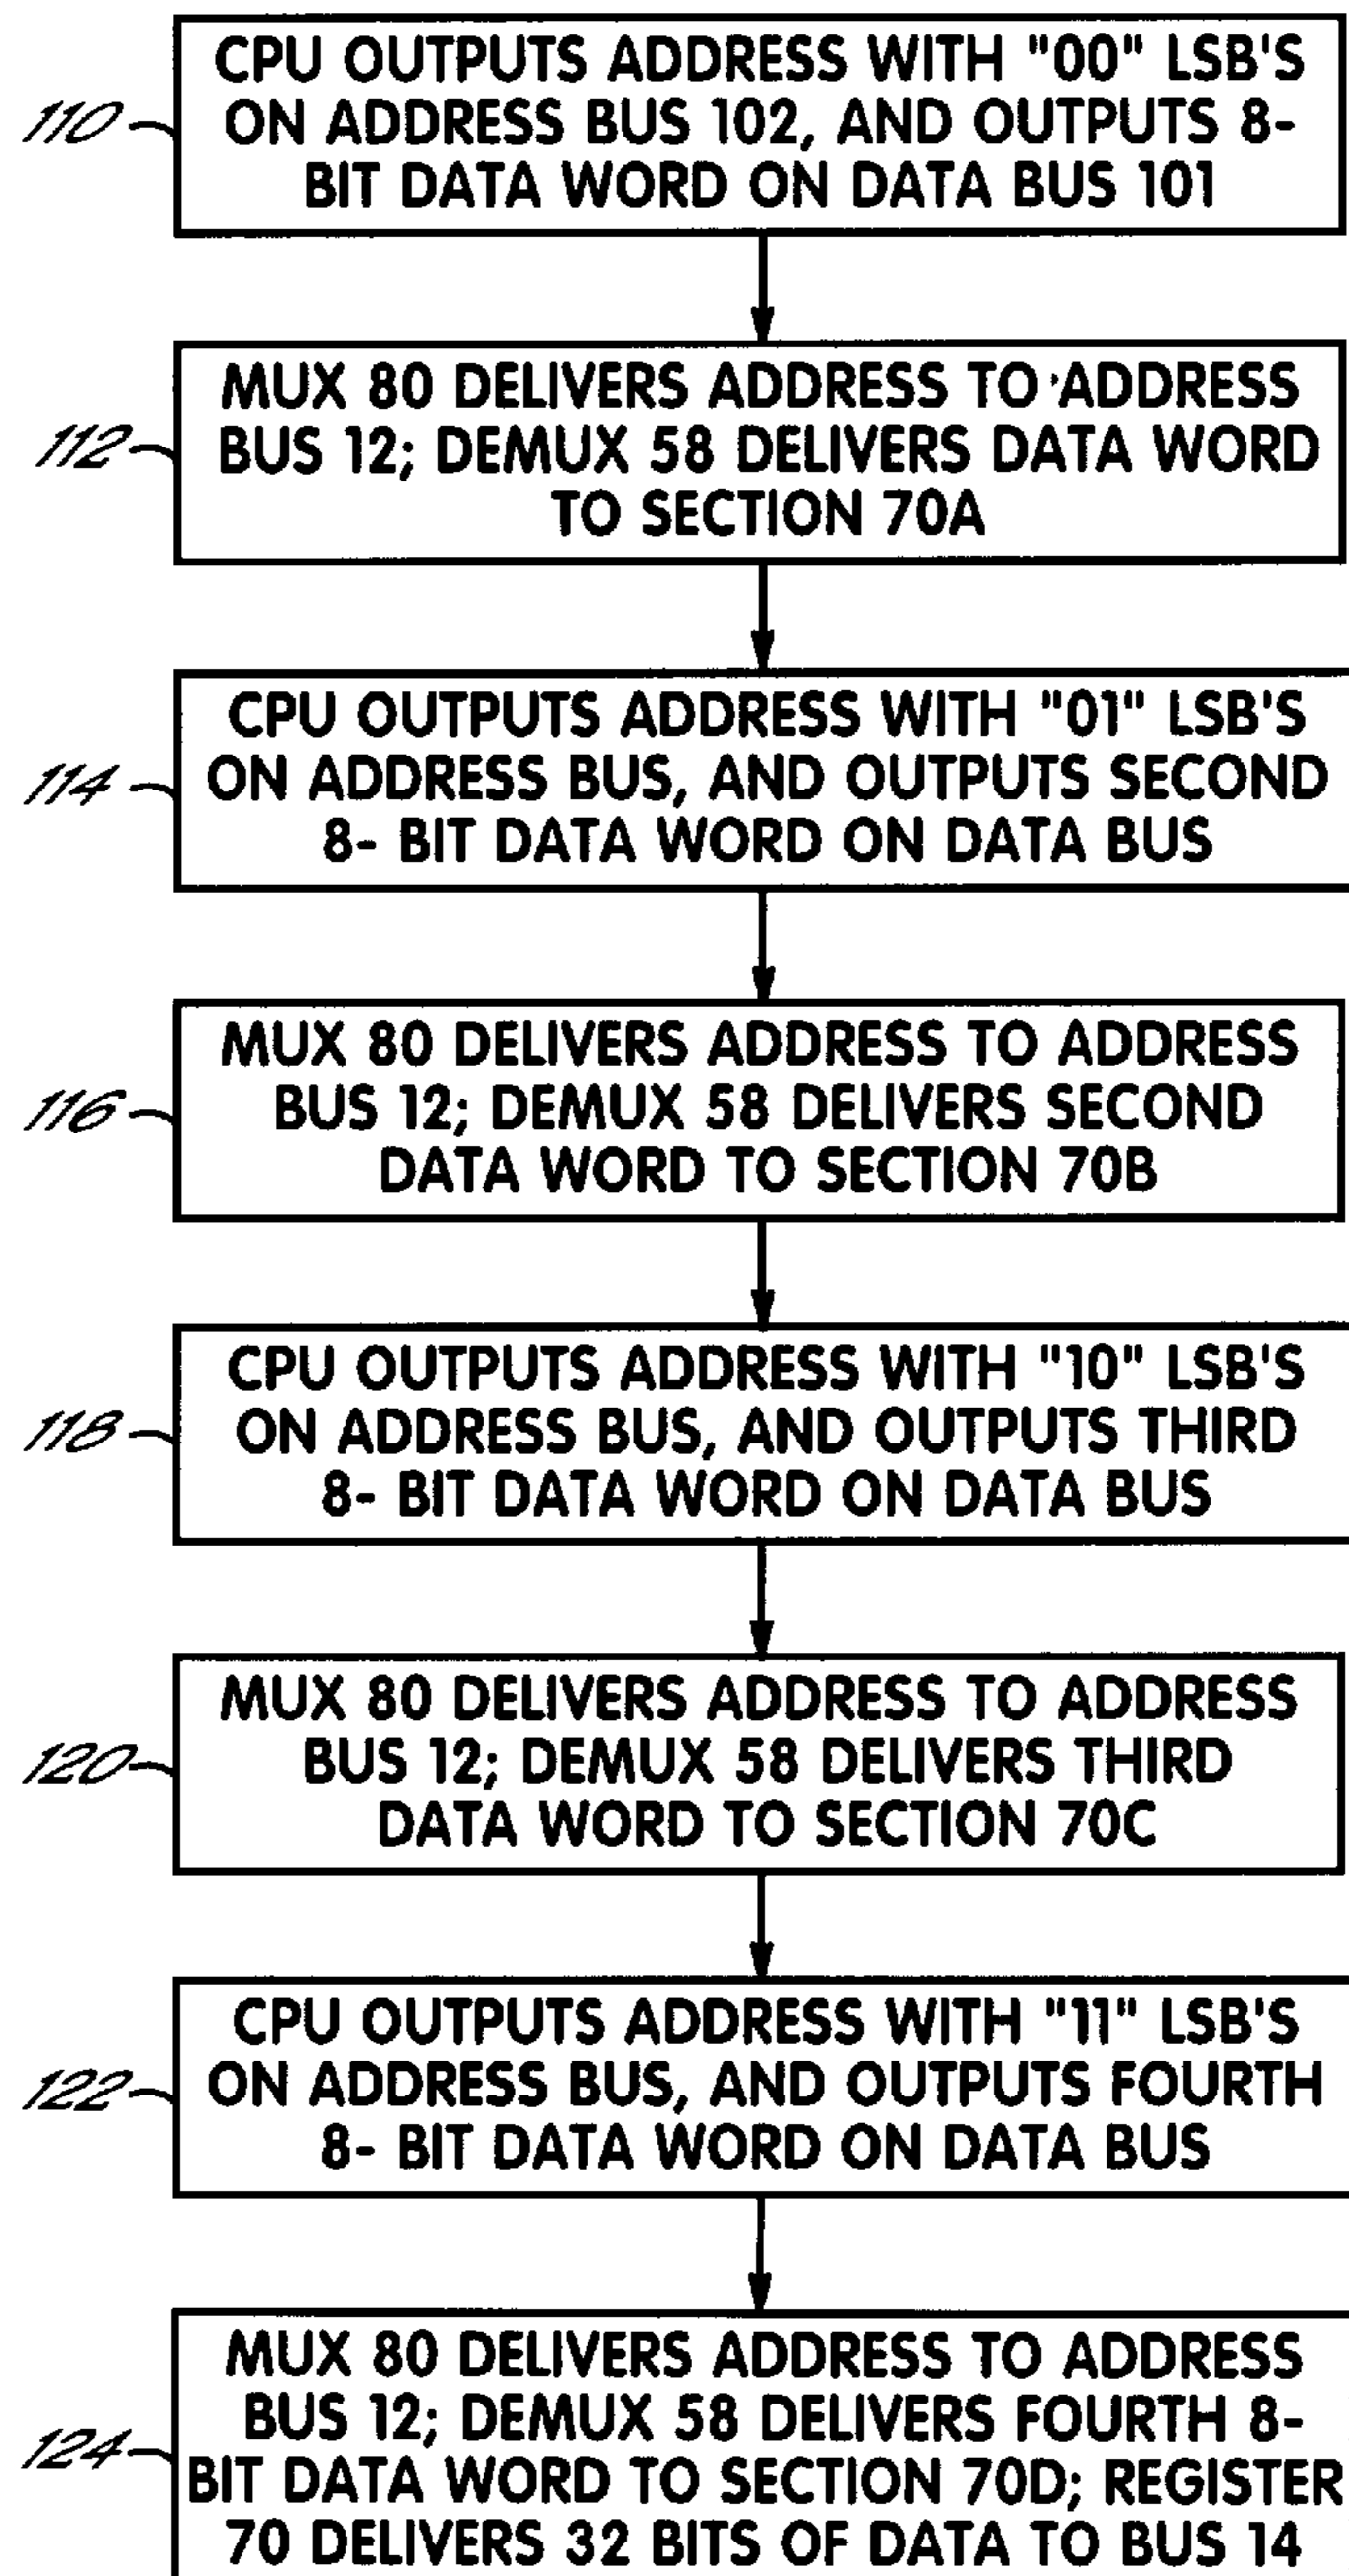 CPU OUTPUTS ADDRESS WITH "00" LSB'S
110 ON ADDRESS BUS 102, AND OUTPUTS 8-
BIT DATA WORD ON DATA BUS 101
MUX 80 DELIVERS ADDRESS TO ADDRESS
112 BUS 12; DEMUX 58 DELIVERS DATA WORD
TO SECTION 70A
CPU OUTPUTS ADDRESS WITH "01" LSB'S
114 ON ADDRESS BUS, AND OUTPUTS SECOND
8- BIT DATA WORD ON DATA BUS
MUX 80 DELIVERS ADDRESS TO ADDRESS
116 BUS 12; DEMUX 58 DELIVERS SECOND
DATA WORD TO SECTION 70B
CPU OUTPUTS ADDRESS WITH "10" LSB'S
118 ON ADDRESS BUS, AND OUTPUTS THIRD
8- BIT DATA WORD ON DATA BUS
MUX 80 DELIVERS ADDRESS TO ADDRESS
120 BUS 12; DEMUX 58 DELIVERS THIRD
DATA WORD TO SECTION 70C
CPU OUTPUTS ADDRESS WITH "11" LSB'S
122 ON ADDRESS BUS, AND OUTPUTS FOURTH
8- BIT DATA WORD ON DATA BUS
MUX 80 DELIVERS ADDRESS TO ADDRESS
BUS 12; DEMUX 58 DELIVERS FOURTH 8-
124 BIT DATA WORD TO SECTION 70D; REGISTER
70 DELIVERS 32 BITS OF DATA TO BUS 14